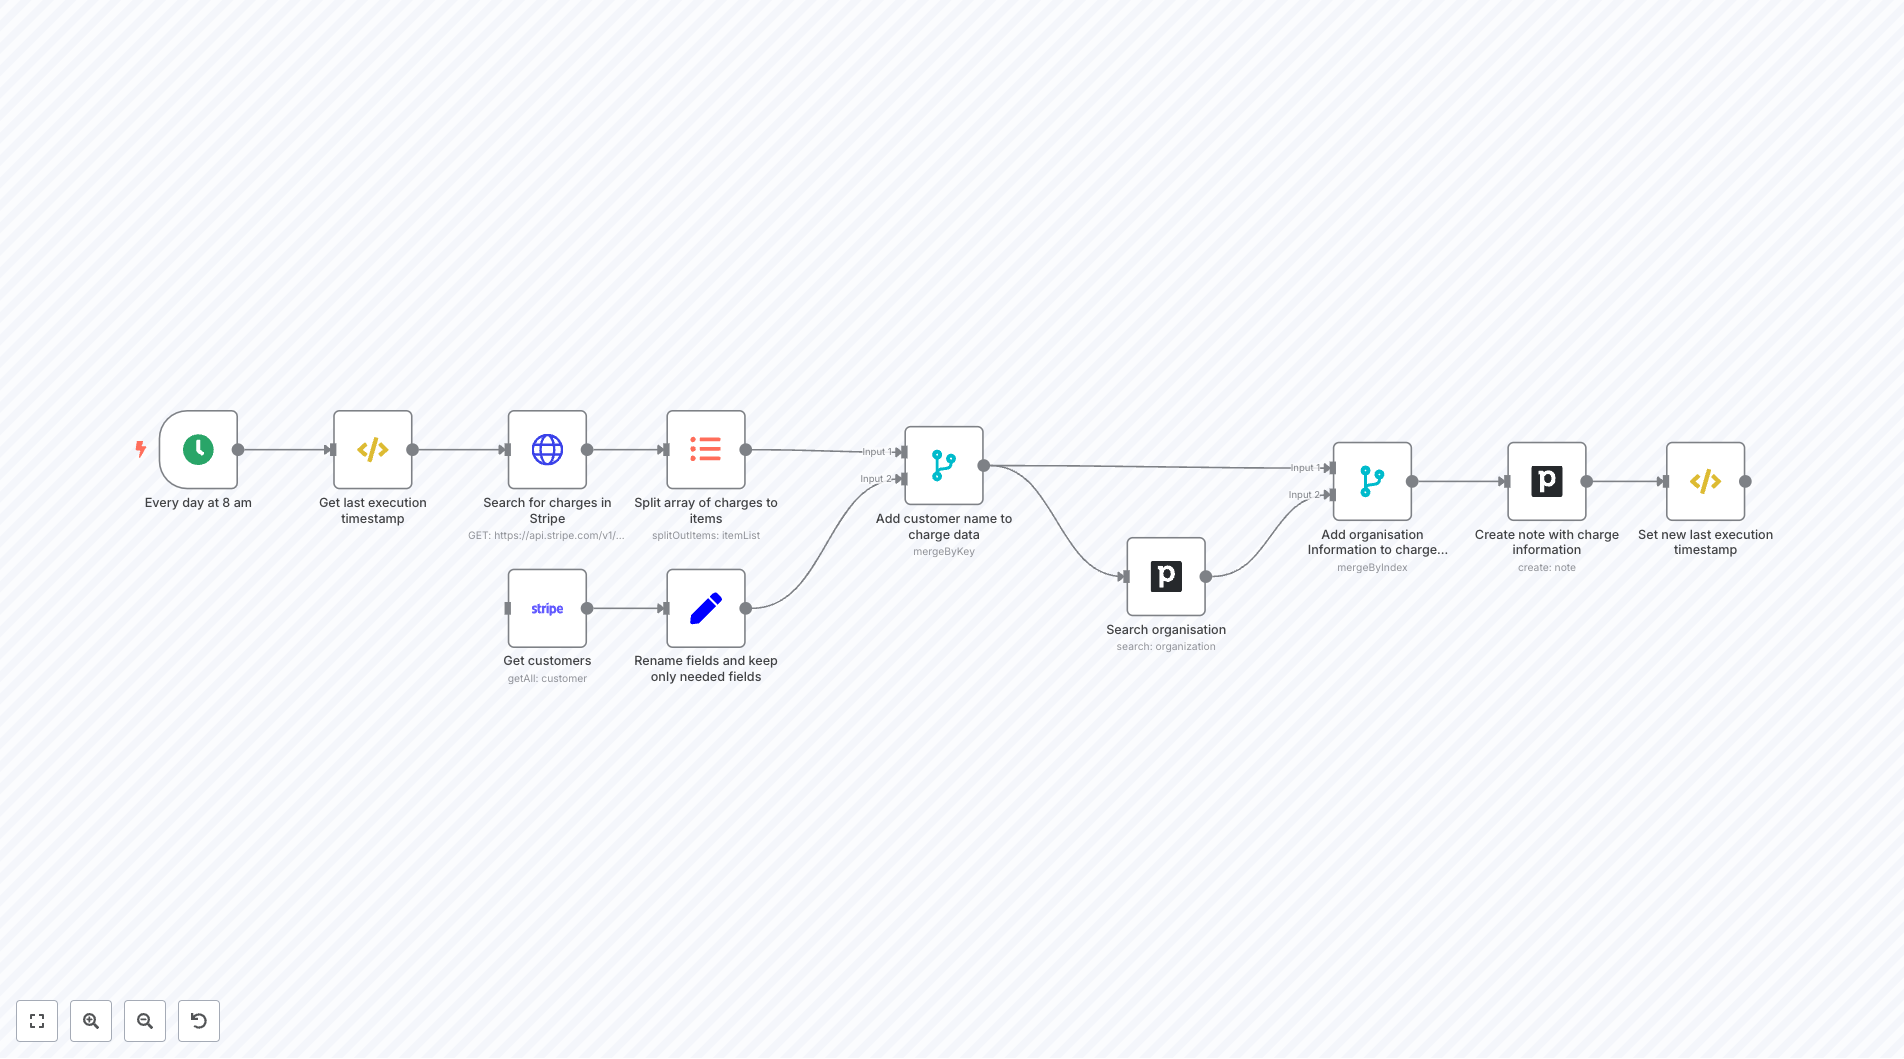 Every day at 8 am
Get last execution
timestamp
Search for charges in
Stripe
GET: https://api.stripe.com/v1/...
Split array of charges to
items
splitOutItems: itemList
stripe
Get customers
getAll: customer
Rename fields and keep
only needed fields
Input 1
Input 2
Add customer name to
charge data
mergeByKey
p
Search organisation
search: organization
Input 1
Input 2
Add organisation
Information to charge...
mergeByIndex
p
Create note with charge
information
create: note
Set new last execution
timestamp